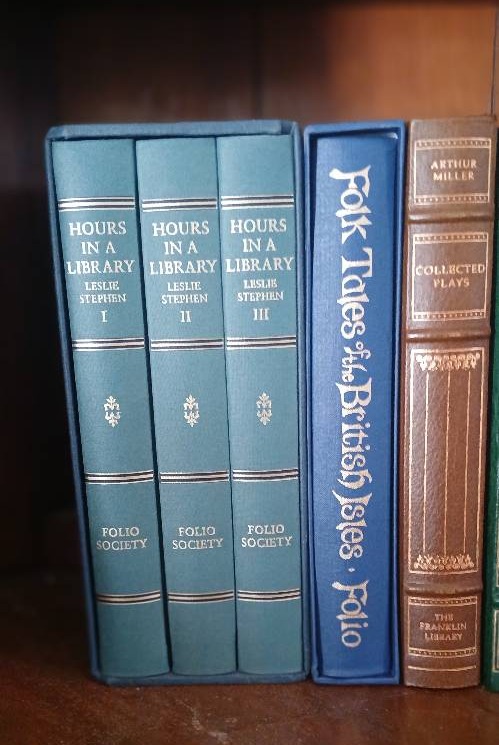 HOURS
IN A
LIBRARY
LESLIE
STEPHEN
I
FOLIO
SOCIETY
HOURS
IN A
LIBRARY
LESLIE
STEPHEN
II
FOLIO
SOCIETY
HOURS
IN A
LIBRARY
LESLIE
STEPHEN
III
FOLIO
SOCIETY
Folk Tales of the British Isles · Folio
ARTHUR
MILLER
COLLECTED
PLAYS
THE
FRANKLIN
LIBRARY